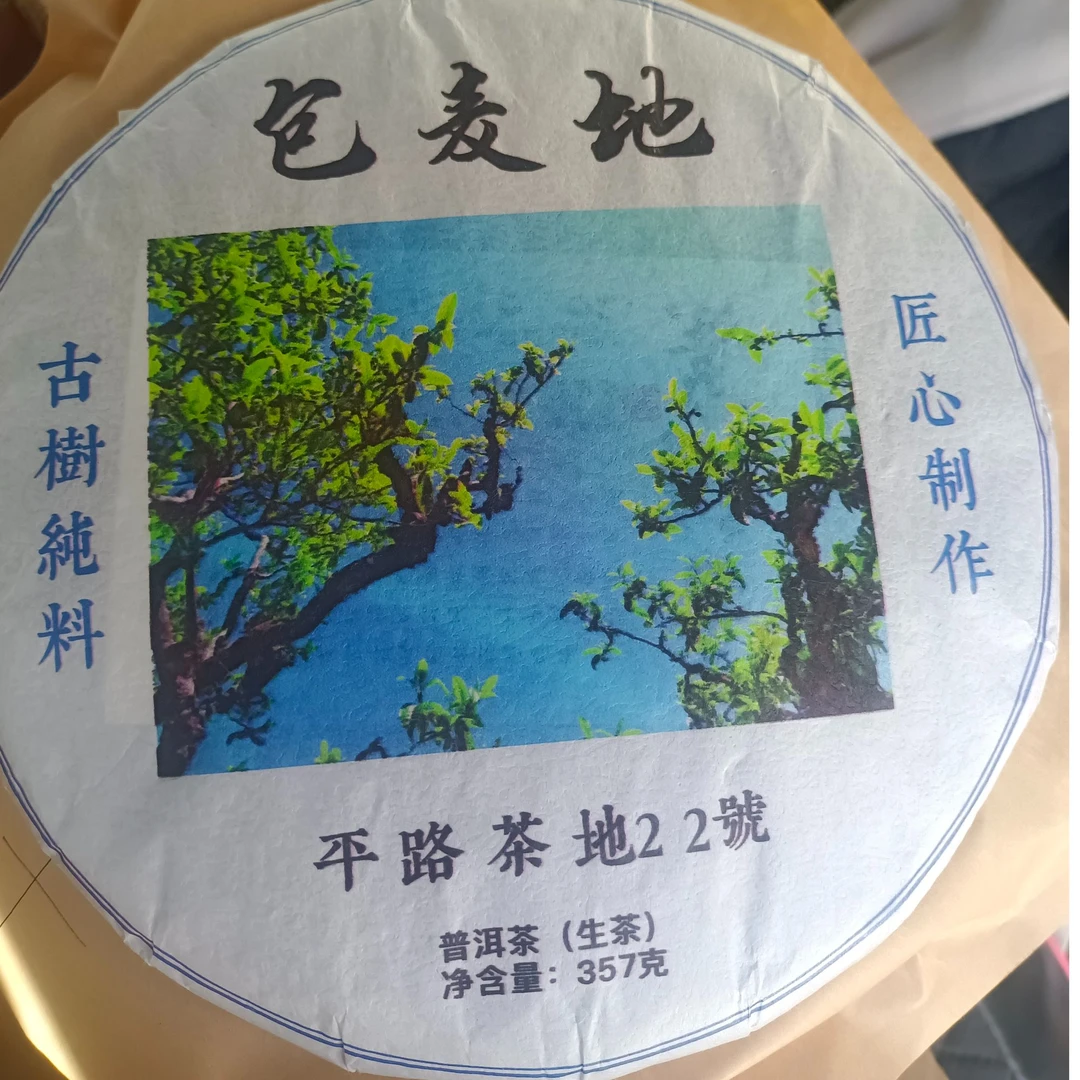 包麦地
古樹純料
匠心制作
平路茶地22號
普洱茶（生茶）
净含量：357克